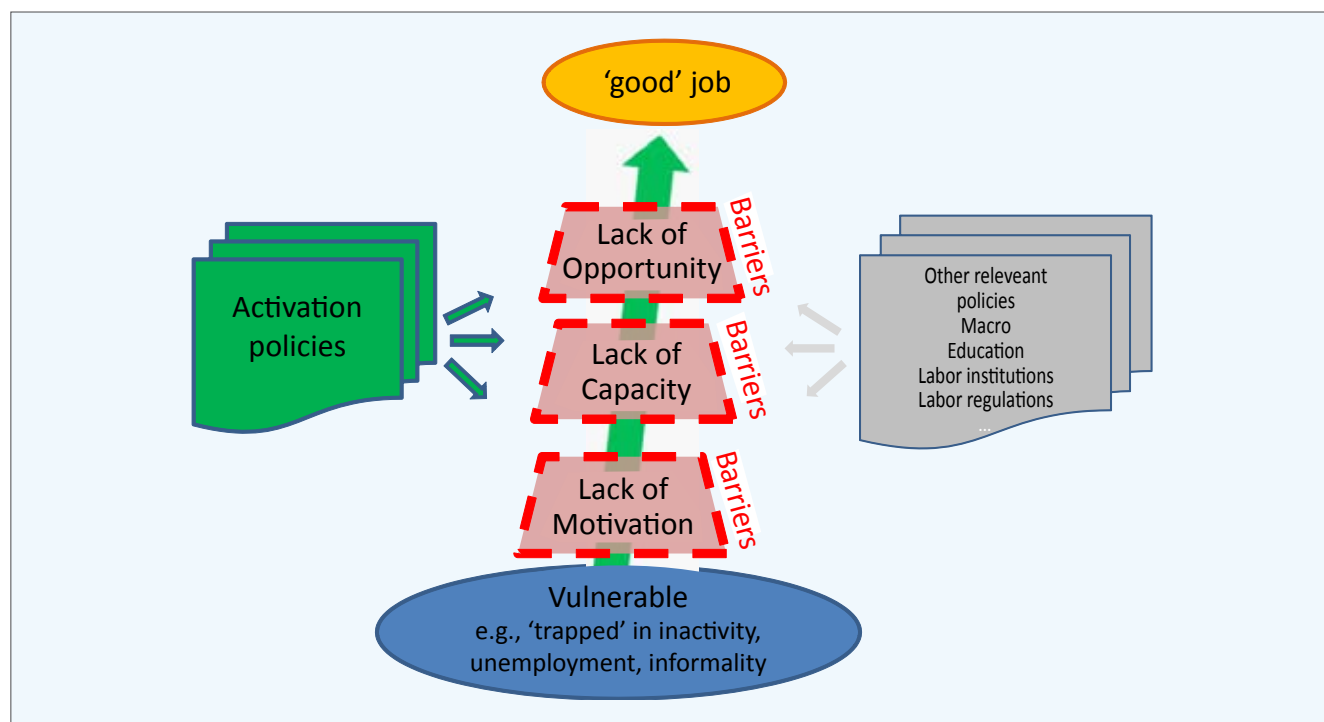 ‘good’ job
Lack of
Opportunity
Barriers
Activation
policies
Other releveant
policies
Macro
Education
Labor institutions
Labor regulations
...
Lack of
Capacity
Barriers
Lack of
Motivation
Barriers
Vulnerable
e.g., ‘trapped’ in inactivity,
unemployment, informality